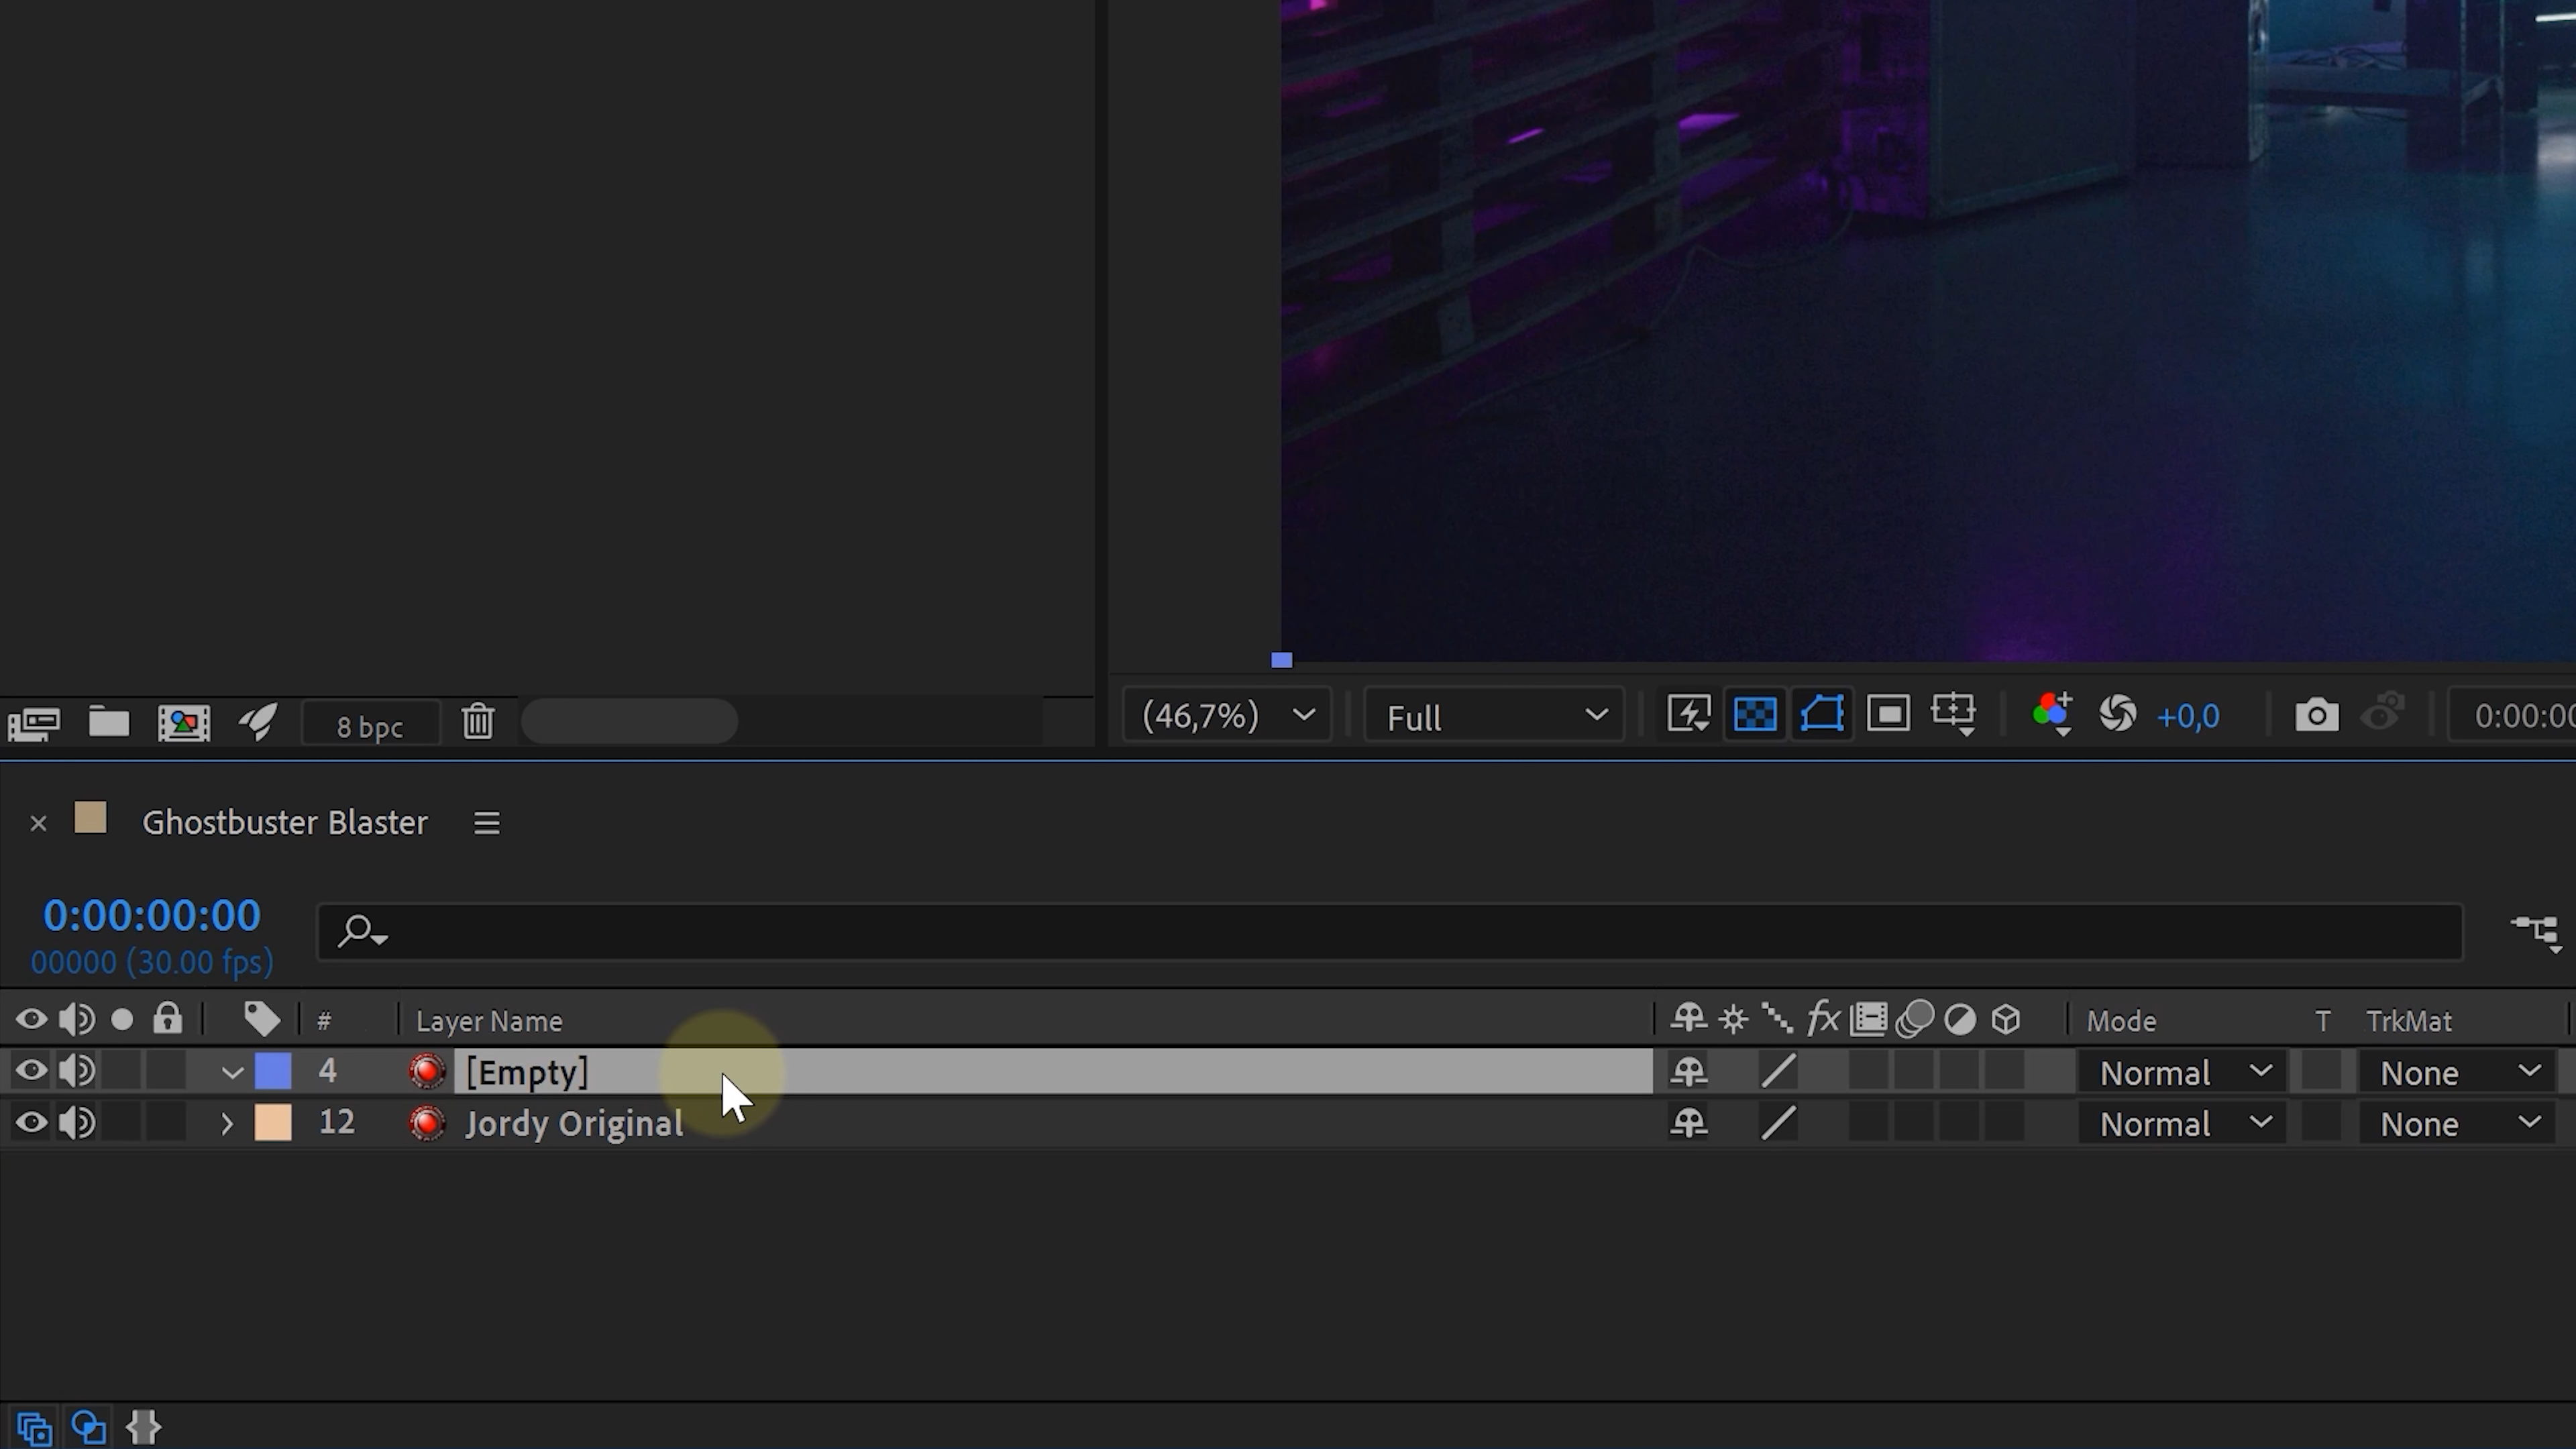 8 bpc
(46,7%)
Full
+0,0
0:00:00
Ghostbuster Blaster
0:00:00:00
00000 (30.00 fps)
# Layer Name fx Mode T TrkMat
4 [Empty] Normal None
12 Jordy Original Normal None